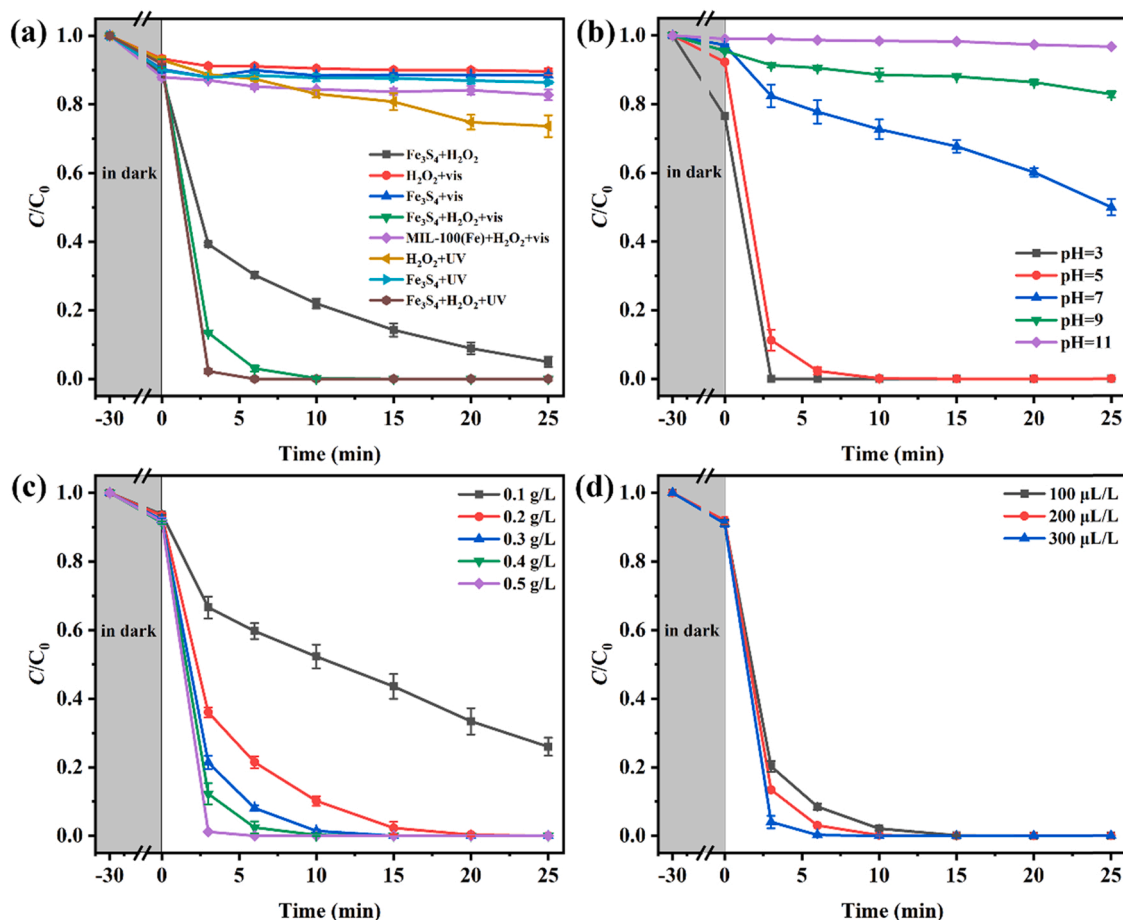 (a)
1.0
0.8
0.6
0.4
0.2
0.0
C/C₀
in dark
Fe₃S₄+H₂O₂
H₂O₂+vis
Fe₃S₄+vis
Fe₃S₄+H₂O₂+vis
MIL-100(Fe)+H₂O₂+vis
H₂O₂+UV
Fe₃S₄+UV
Fe₃S₄+H₂O₂+UV
-30 0 5 10 15 20 25
Time (min)
(b)
1.0
0.8
0.6
0.4
0.2
0.0
C/C₀
in dark
pH=3
pH=5
pH=7
pH=9
pH=11
-30 0 5 10 15 20 25
Time (min)
(c)
1.0
0.8
0.6
0.4
0.2
0.0
C/C₀
in dark
0.1 g/L
0.2 g/L
0.3 g/L
0.4 g/L
0.5 g/L
-30 0 5 10 15 20 25
Time (min)
(d)
1.0
0.8
0.6
0.4
0.2
0.0
C/C₀
in dark
100 μL/L
200 μL/L
300 μL/L
-30 0 5 10 15 20 25
Time (min)